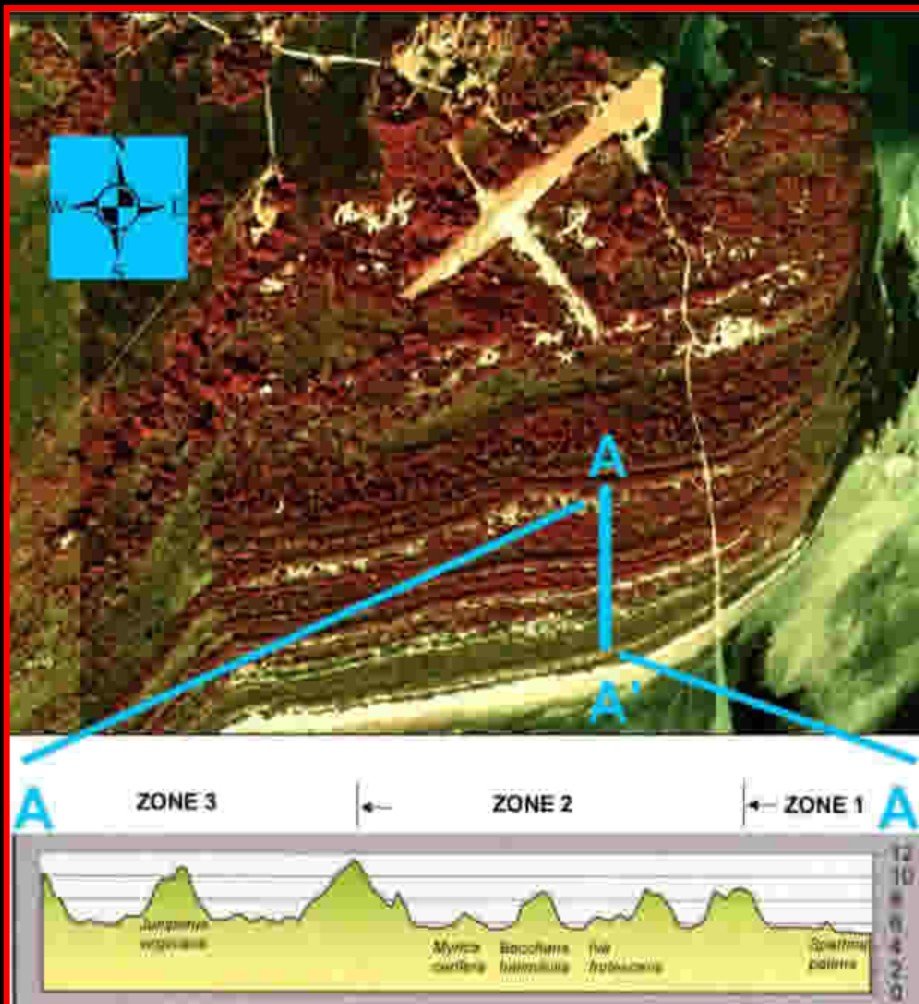 N
W E
S
A
A'
A A
ZONE 3 ← ZONE 2 ← ZONE 1
12
10
8
6
4
2
0
Juniperus
virginiana
Myrica
cerifera
Baccharis
halimifolia
Iva
frutescens
Spartina
patens